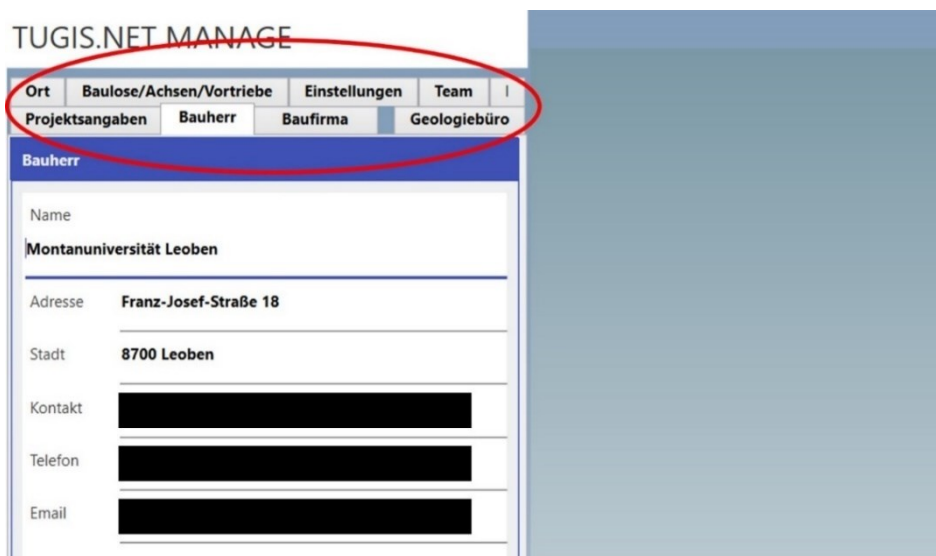 TUGIS.NET MANAGE
Ort Baulose/Achsen/Vortriebe Einstellungen Team
Projektsangaben Bauherr Baufirma Geologiebüro
Bauherr
Name
Montanuniversität Leoben
Adresse Franz-Josef-Straße 18
Stadt 8700 Leoben
Kontakt
Telefon
Email